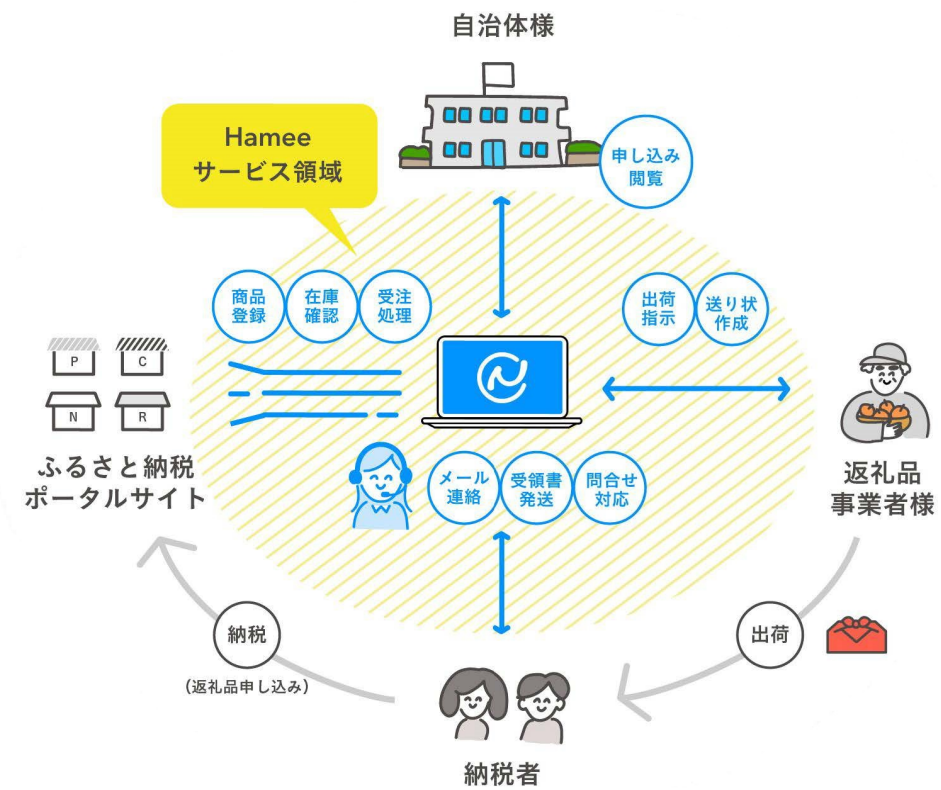 自治体様
Hamee
サービス領域
申し込み
閲覧
商品
登録
在庫
確認
受注
処理
出荷
指示
送り状
作成
P
C
N
R
ふるさと納税
ポータルサイト
メール
連絡
受領書
発送
問合せ
対応
返礼品
事業者様
納税
(返礼品申し込み)
出荷
納税者